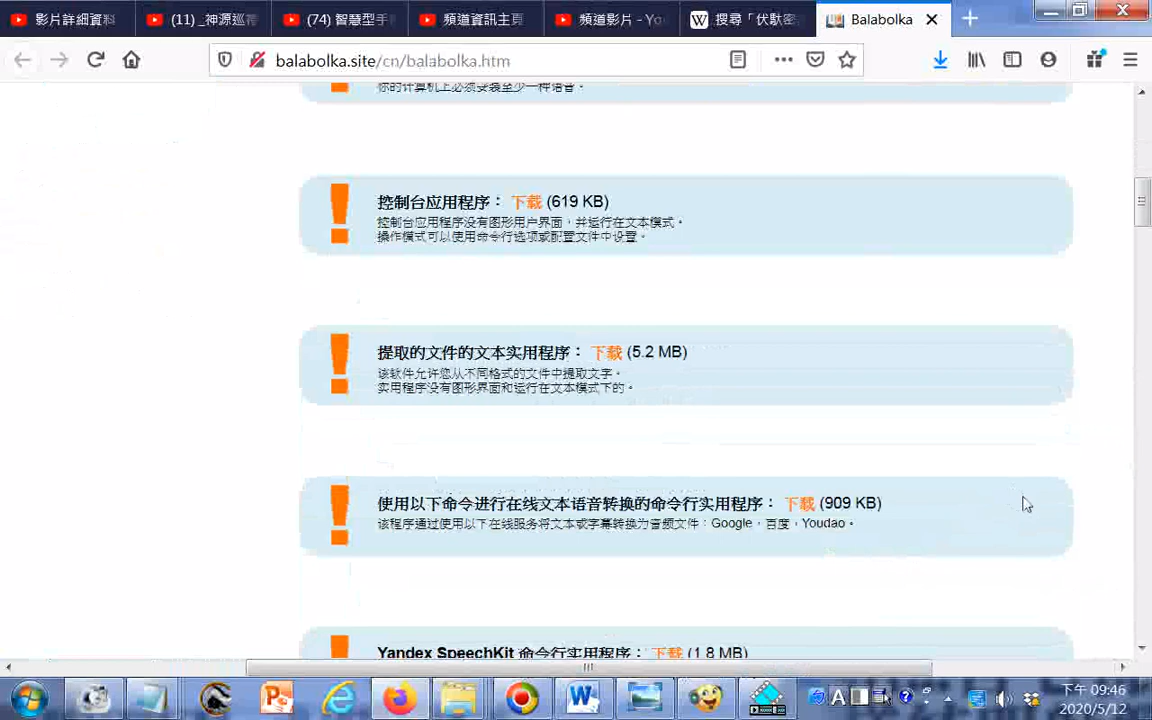 影片詳細資料
(11) _神源巡
(74) 智慧型手
頻道資訊主頁
頻道影片 - Yo
搜尋「伏馱密
Balabolka
balabolka.site/cn/balabolka.htm
你的计算机上必须安装至少一种语音。
控制台应用程序： 下载 (619 KB)
控制台应用程序没有图形用户界面，并运行在文本模式。
操作模式可以使用命令行选项或配置文件中设置。
提取的文件的文本实用程序： 下载 (5.2 MB)
该软件允许您从不同格式的文件中提取文字。
实用程序没有图形界面和运行在文本模式下的。
使用以下命令进行在线文本语音转换的命令行实用程序： 下载 (909 KB)
该程序通过使用以下在线服务将文本或字幕转换为音频文件：Google，百度，Youdao。
Yandex SpeechKit 命令行实用程序： 下载 (1.8 MB)
下午 09:46
2020/5/12